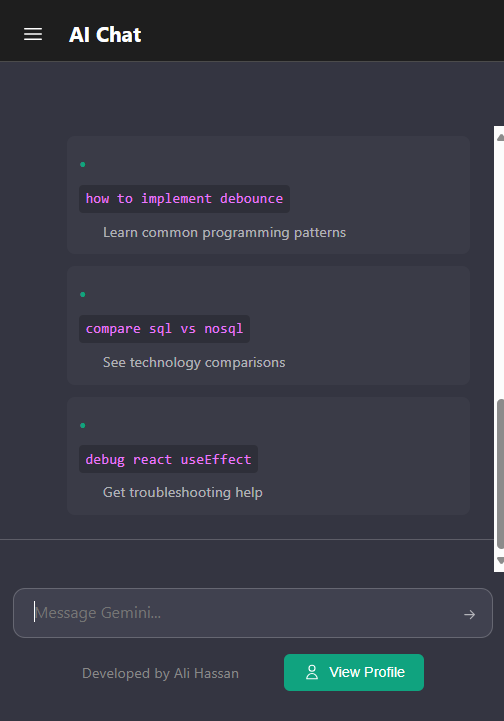 AI Chat
how to implement debounce
Learn common programming patterns
compare sql vs nosql
See technology comparisons
debug react useEffect
Get troubleshooting help
Message Gemini...
Developed by Ali Hassan
View Profile